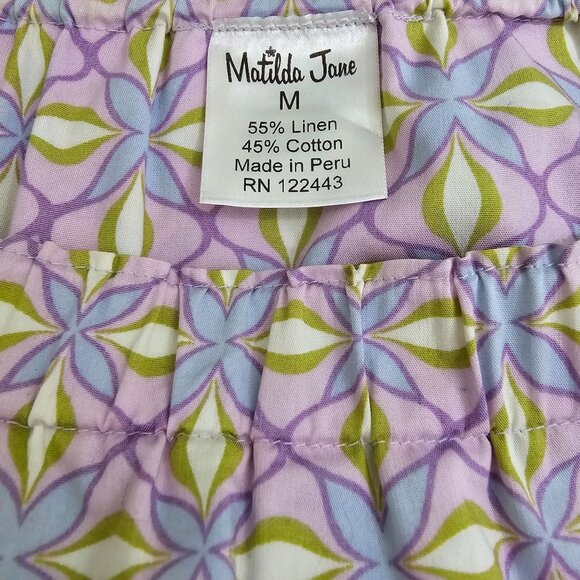 Matilda Jane
M
55% Linen
45% Cotton
Made in Peru
RN 122443